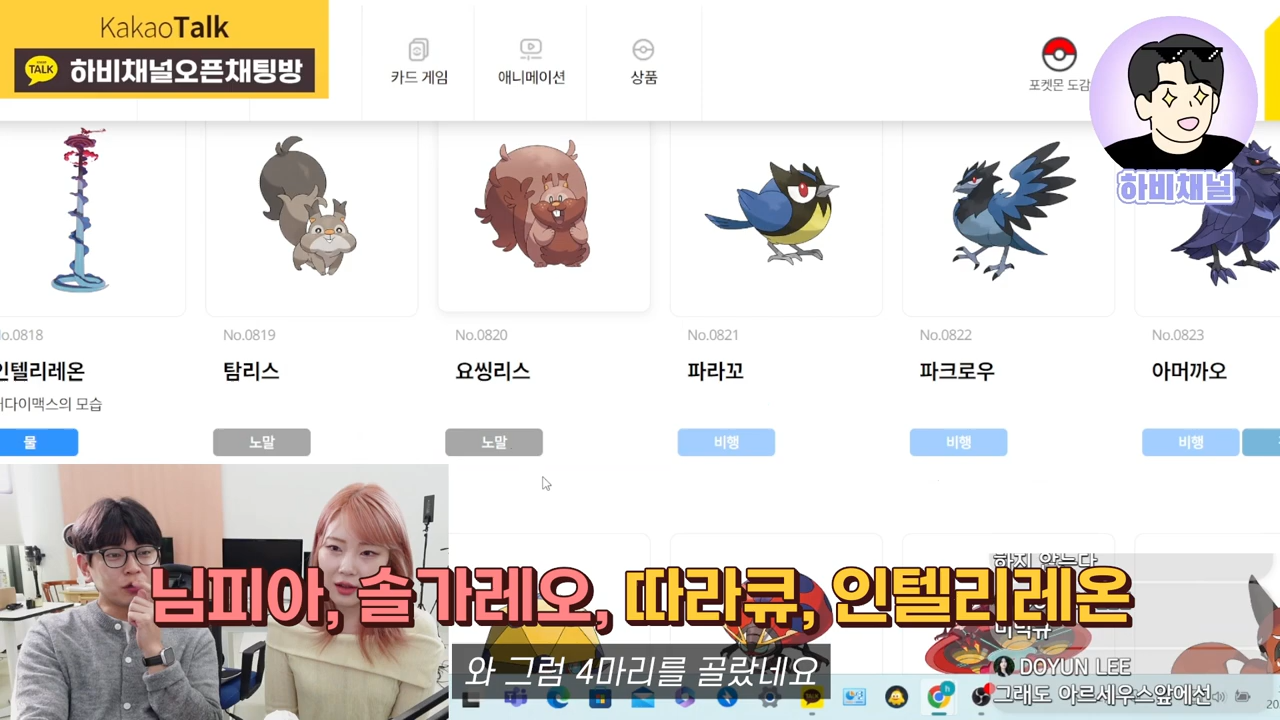 KakaoTalk
TALK
하비채널오픈채팅방
카드 게임
애니메이션
상품
포켓몬 도감
하비채널
No.0819
No.0820
No.0821
No.0822
No.0823
인텔리레온
탐리스
요씽리스
파라꼬
파크로우
아머까오
거다이맥스의 모습
물
노말
노말
비행
비행
비행
하지 않는다
님피아, 솔가레오, 따라큐, 인텔리레온
와 그럼 4마리를 골랐네요
DOYUN LEE
그래도 아르세우스앞에선